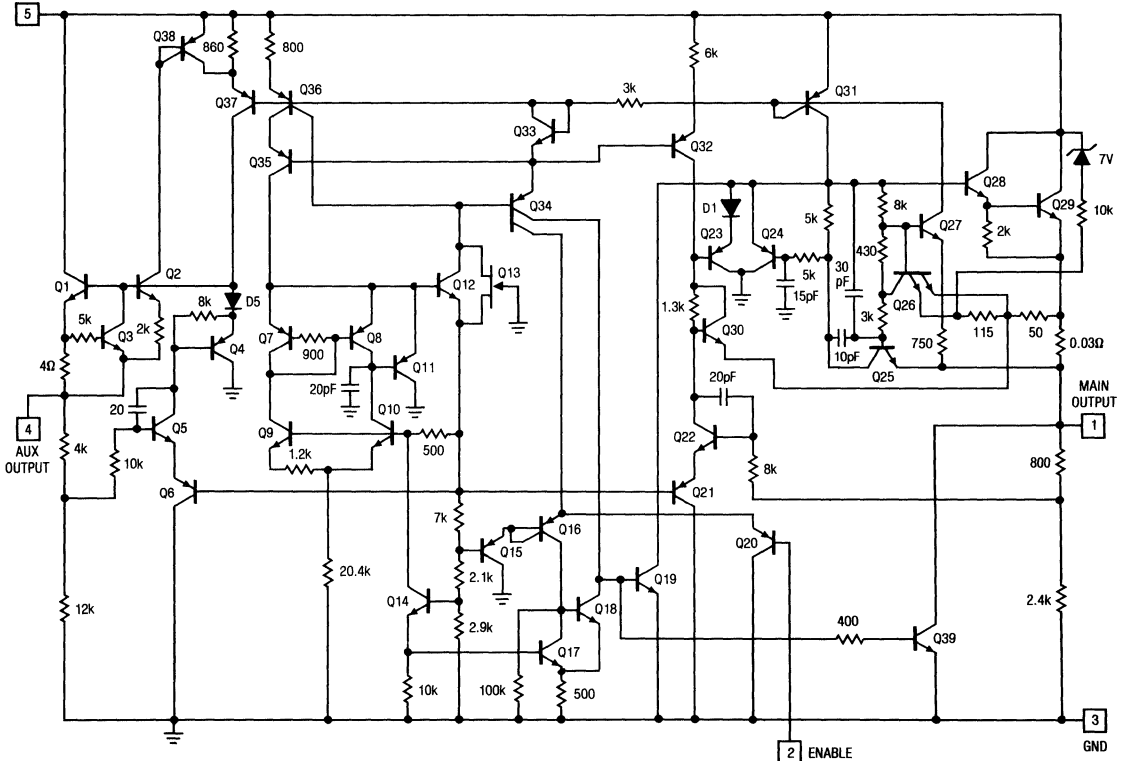 5
Q38
860
800
6k
Q36
3k
Q31
Q37
Q33
Q32
Q35
7V
Q28
Q29
Q34
D1
8k
Q27
10k
5k
2k
Q23
Q24
430
Q1
Q2
Q13
Q12
5k
30
pF
15pF
Q26
8k
D5
1.3k
5k
Q3
2k
Q7
Q8
Q30
3k
115
50
Q4
900
10pF
750
0.03Ω
4Ω
Q11
Q25
20pF
20pF
MAIN
OUTPUT
20
Q10
4
Q5
Q9
Q22
1
AUX
OUTPUT
4k
500
10k
1.2k
8k
800
Q6
Q21
7k
Q16
Q15
Q20
20.4k
2.1k
Q19
Q14
Q18
2.4k
12k
2.9k
400
Q17
Q39
10k
100k
500
3
GND
2 ENABLE